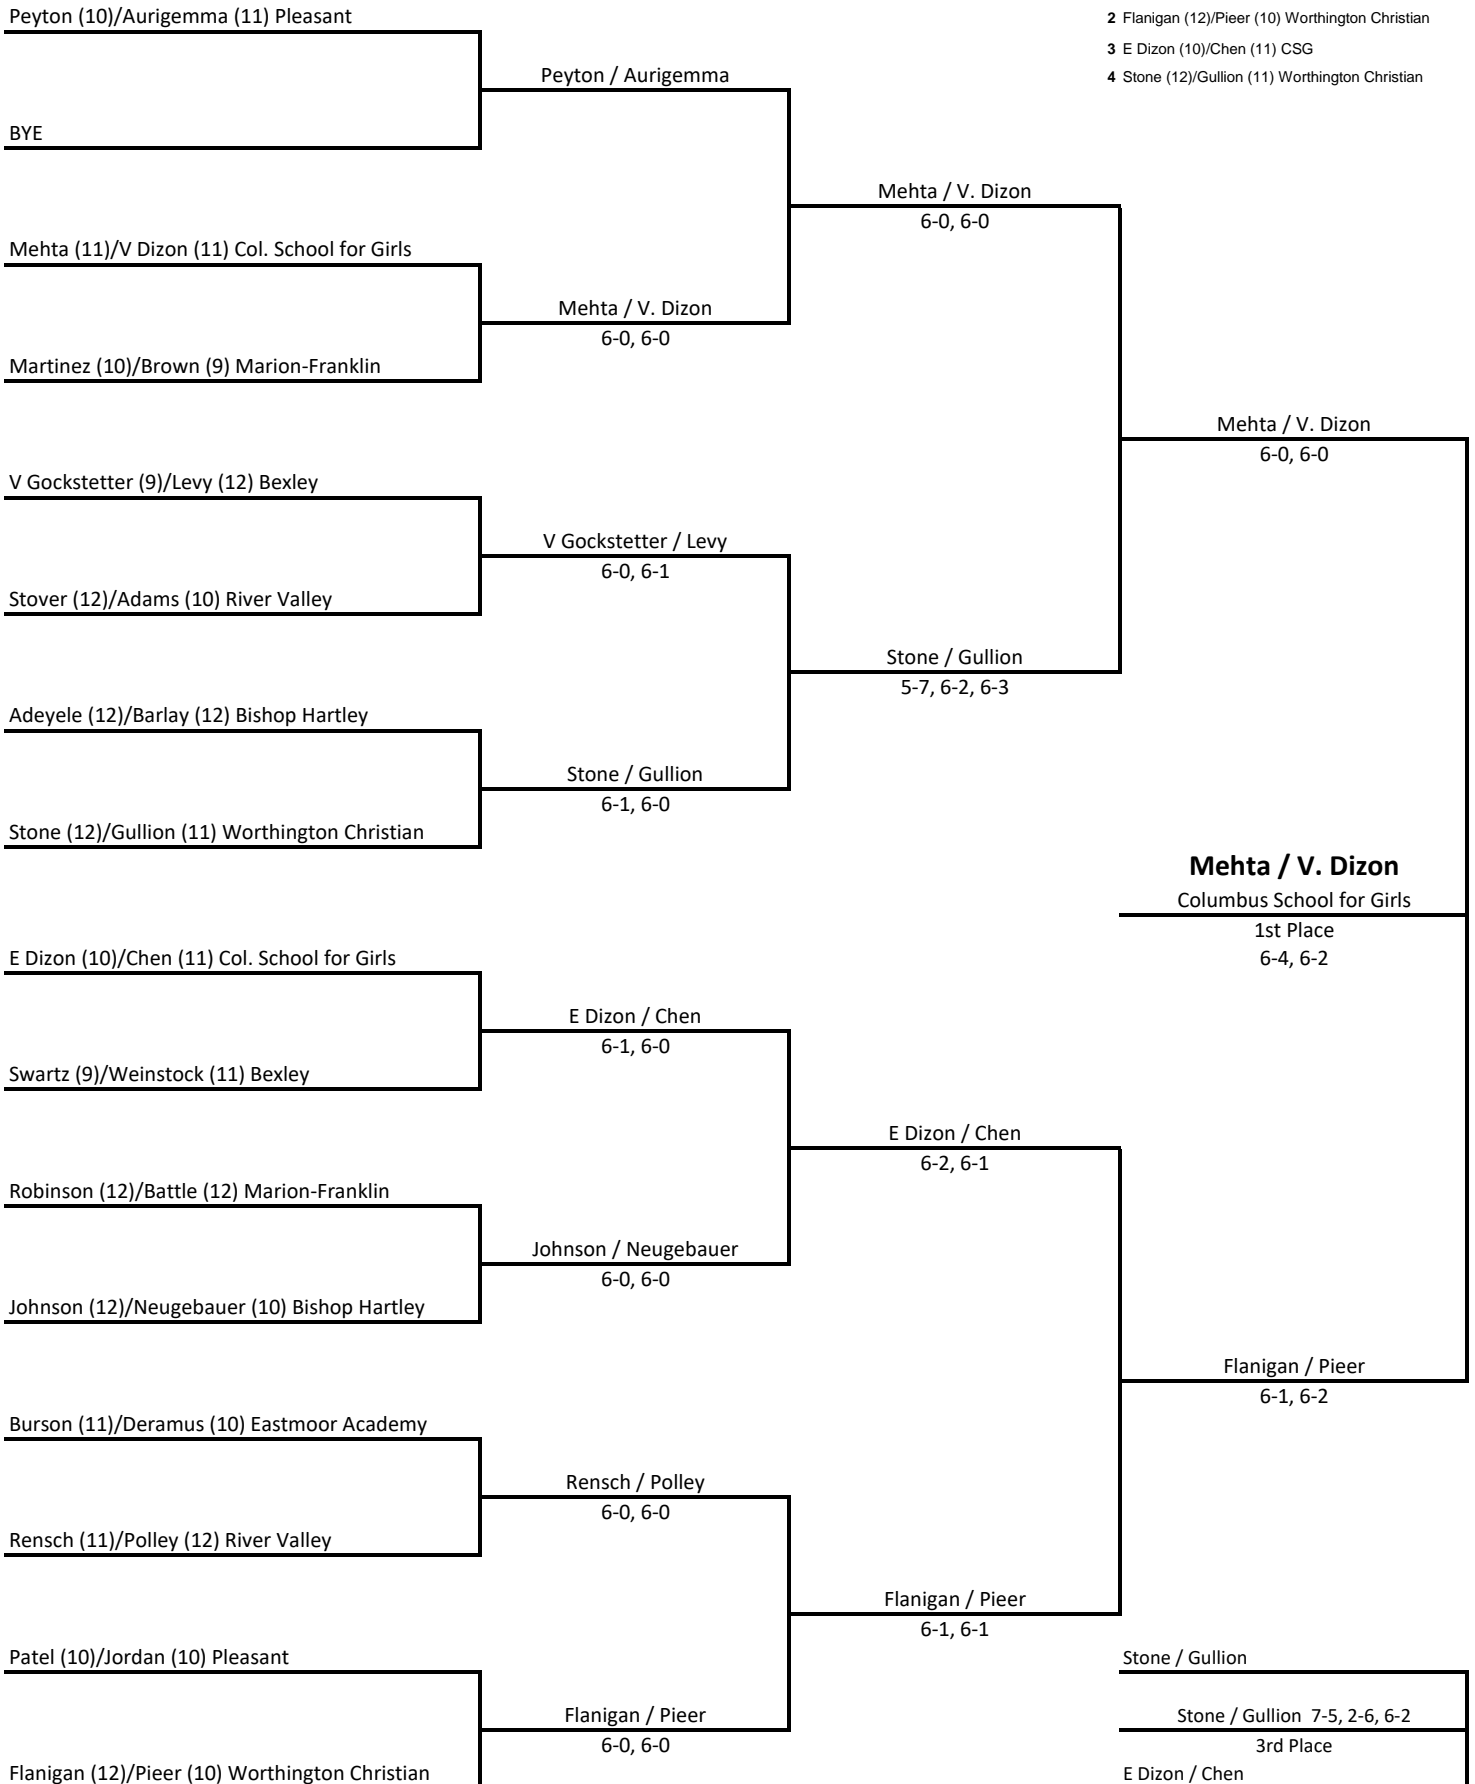 Peyton (10)/Aurigemma (11) Pleasant
2 Flanigan (12)/Pieer (10) Worthington Christian
3 E Dizon (10)/Chen (11) CSG
4 Stone (12)/Gullion (11) Worthington Christian
Peyton / Aurigemma
BYE
Mehta / V. Dizon
6-0, 6-0
Mehta (11)/V Dizon (11) Col. School for Girls
Mehta / V. Dizon
6-0, 6-0
Martinez (10)/Brown (9) Marion-Franklin
Mehta / V. Dizon
6-0, 6-0
V Gockstetter (9)/Levy (12) Bexley
V Gockstetter / Levy
6-0, 6-1
Stover (12)/Adams (10) River Valley
Stone / Gullion
5-7, 6-2, 6-3
Adeyele (12)/Barlay (12) Bishop Hartley
Stone / Gullion
6-1, 6-0
Stone (12)/Gullion (11) Worthington Christian
Mehta / V. Dizon
Columbus School for Girls
1st Place
6-4, 6-2
E Dizon (10)/Chen (11) Col. School for Girls
E Dizon / Chen
6-1, 6-0
Swartz (9)/Weinstock (11) Bexley
E Dizon / Chen
6-2, 6-1
Robinson (12)/Battle (12) Marion-Franklin
Johnson / Neugebauer
6-0, 6-0
Johnson (12)/Neugebauer (10) Bishop Hartley
Flanigan / Pieer
6-1, 6-2
Burson (11)/Deramus (10) Eastmoor Academy
Rensch / Polley
6-0, 6-0
Rensch (11)/Polley (12) River Valley
Flanigan / Pieer
6-1, 6-1
Patel (10)/Jordan (10) Pleasant
Stone / Gullion
Flanigan / Pieer
6-0, 6-0
Stone / Gullion 7-5, 2-6, 6-2
3rd Place
Flanigan (12)/Pieer (10) Worthington Christian
E Dizon / Chen